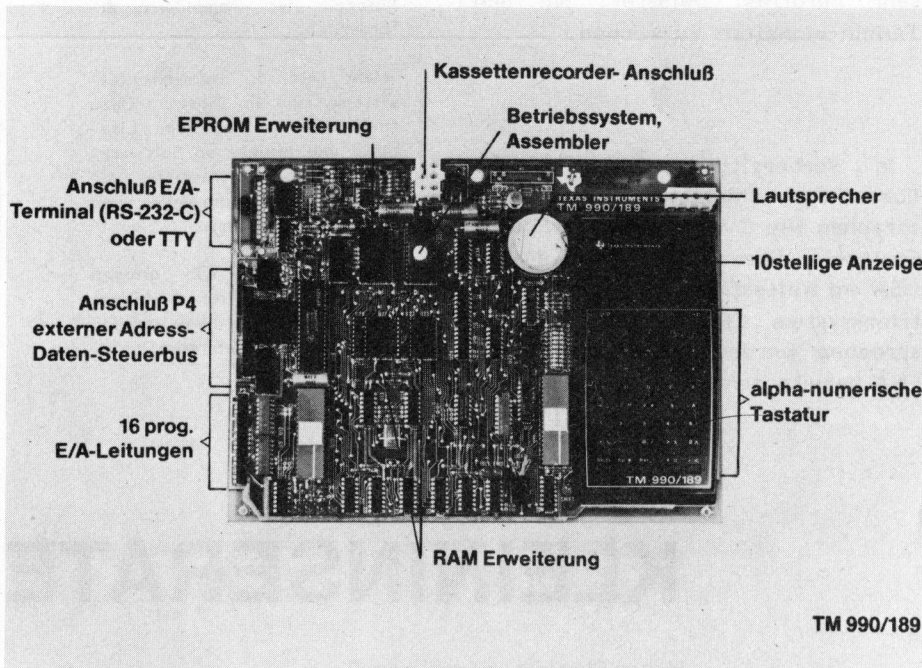 Kassettenrecorder- Anschluß
EPROM Erweiterung
Betriebssystem,
Assembler
Anschluß E/A-
Terminal (RS-232-C)
oder TTY
Lautsprecher
TEXAS INSTRUMENTS
TM 990/189
10stellige Anzeige
Anschluß P4
externer Adress-
Daten-Steuerbus
alpha-numerische
Tastatur
16 prog.
E/A-Leitungen
TM 990/189
RAM Erweiterung
TM 990/189